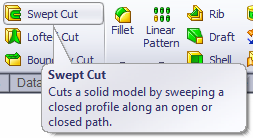 Swept Cut
Rib
Lofted Cut
Fillet
Linear
Pattern
Draft
Cut
Shell
Data
Swept Cut
Cuts a solid model by sweeping a
closed profile along an open or
closed path.